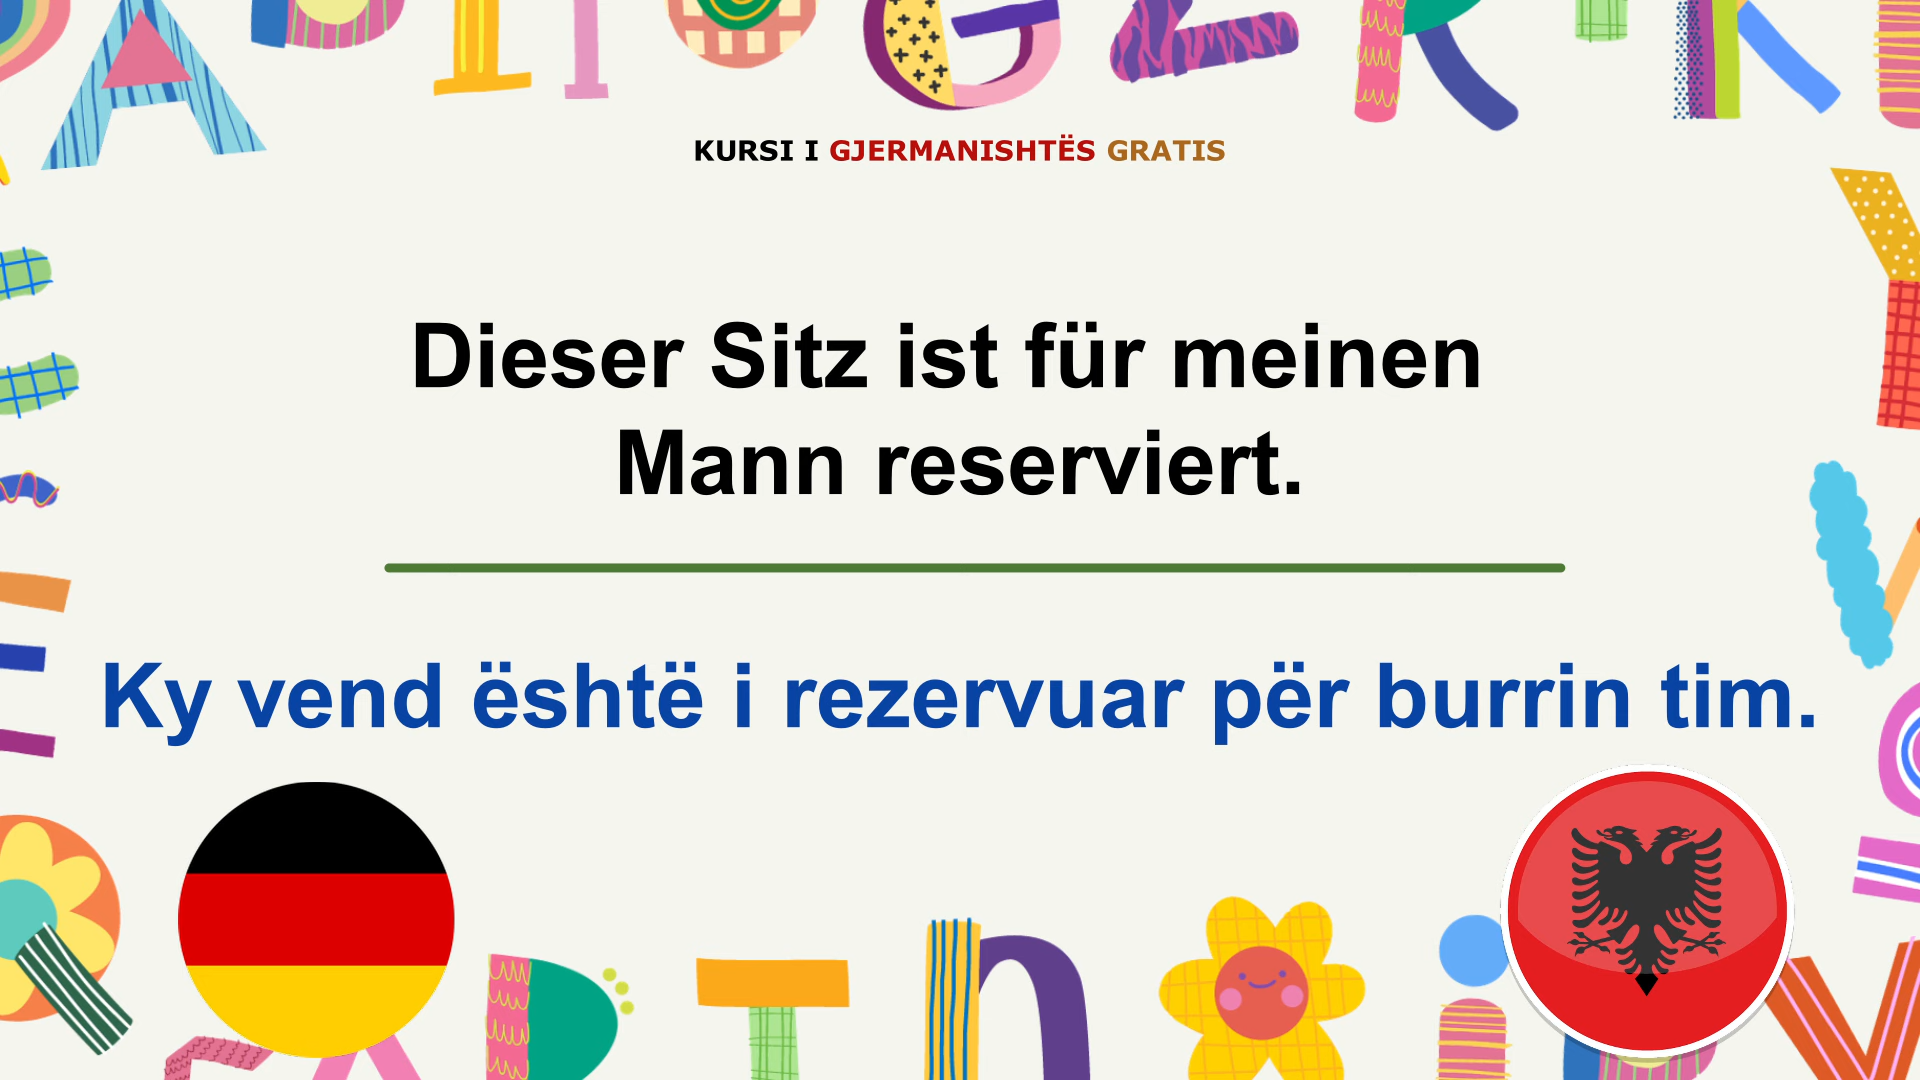 KURSI I GJERMANISHTËS GRATIS
Dieser Sitz ist für meinen
Mann reserviert.
Ky vend është i rezervuar për burrin tim.